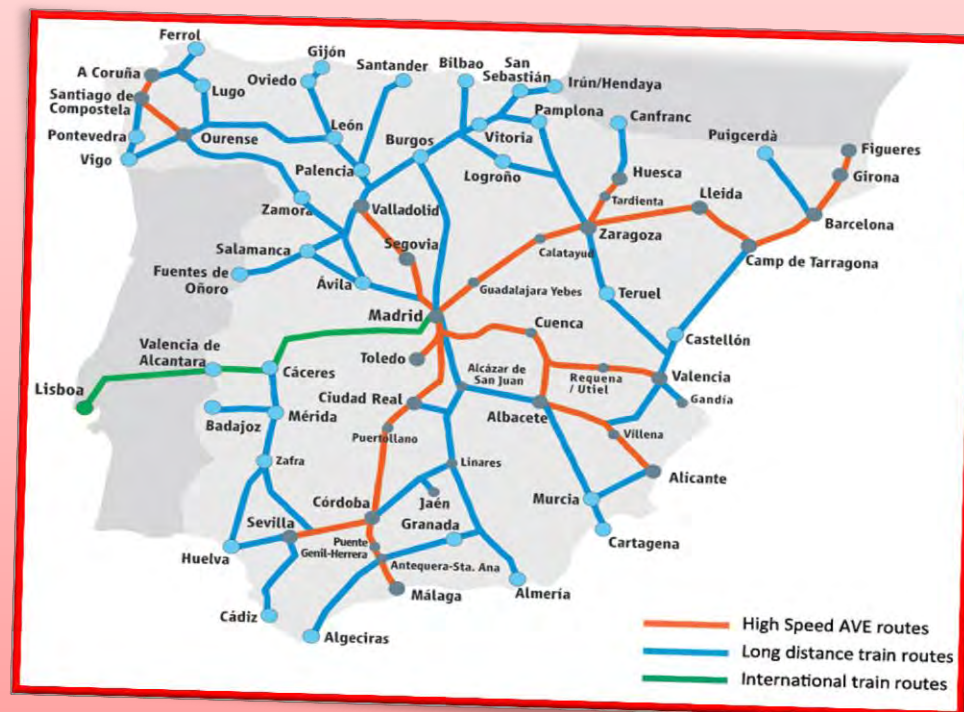 Ferrol
A Coruña
Santiago de
Compostela
Lugo
Pontevedra
Vigo
Ourense
Gijón
Oviedo
León
Santander
Palencia
Burgos
Bilbao
San
Sebastián
Irún/Hendaya
Vitoria
Pamplona
Logroño
Canfranc
Huesca
Tardienta
Puigcerdà
Figueres
Girona
Lleida
Barcelona
Zaragoza
Camp de Tarragona
Calatayud
Zamora
Valladolid
Salamanca
Segovia
Fuentes de
Oñoro
Ávila
Guadalajara Yebes
Teruel
Madrid
Cuenca
Castellón
Valencia de
Alcantara
Toledo
Alcázar de
San Juan
Requena
/ Utiel
Valencia
Lisboa
Cáceres
Ciudad Real
Albacete
Gandía
Badajoz
Mérida
Puertollano
Villena
Zafra
Linares
Alicante
Córdoba
Jaén
Murcia
Sevilla
Granada
Huelva
Puente
Genil-Herrera
Antequera-Sta. Ana
Cartagena
Málaga
Almería
Cádiz
Algeciras
High Speed AVE routes
Long distance train routes
International train routes